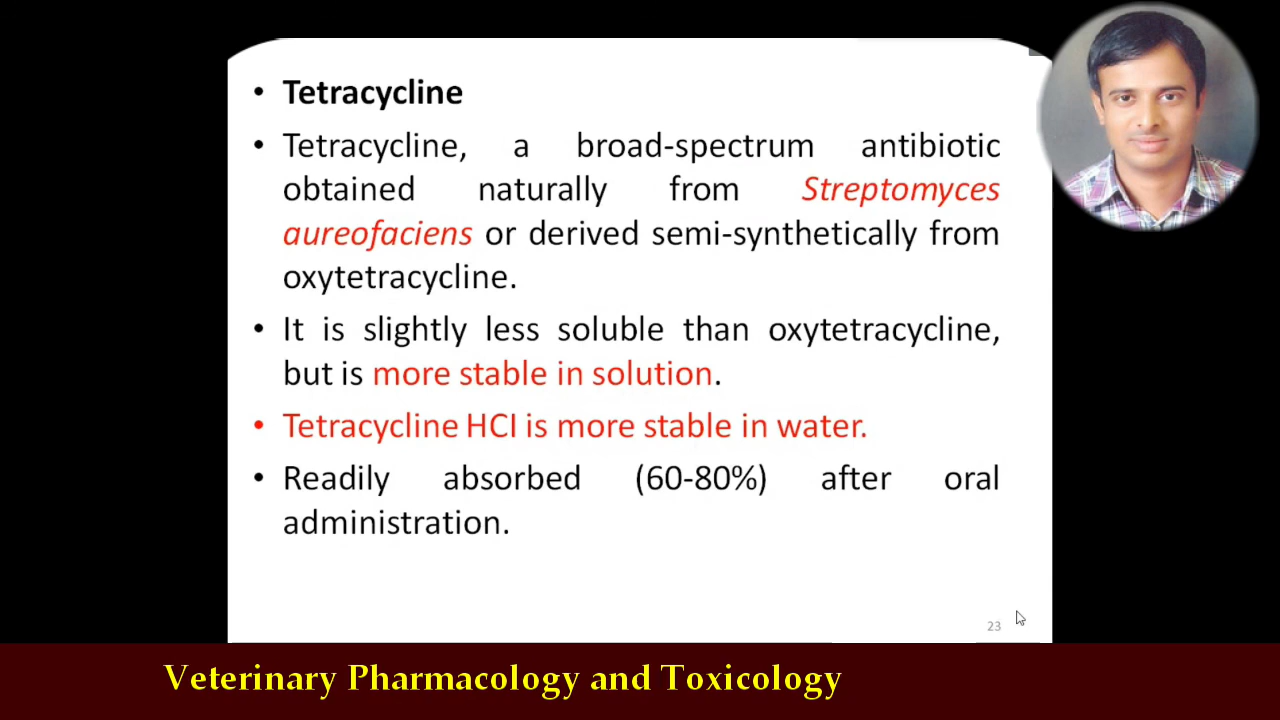 • Tetracycline
• Tetracycline, a broad-spectrum antibiotic
obtained naturally from Streptomyces
aureofaciens or derived semi-synthetically from
oxytetracycline.
• It is slightly less soluble than oxytetracycline,
but is more stable in solution.
• Tetracycline HCl is more stable in water.
• Readily absorbed (60-80%) after oral
administration.
23
Veterinary Pharmacology and Toxicology